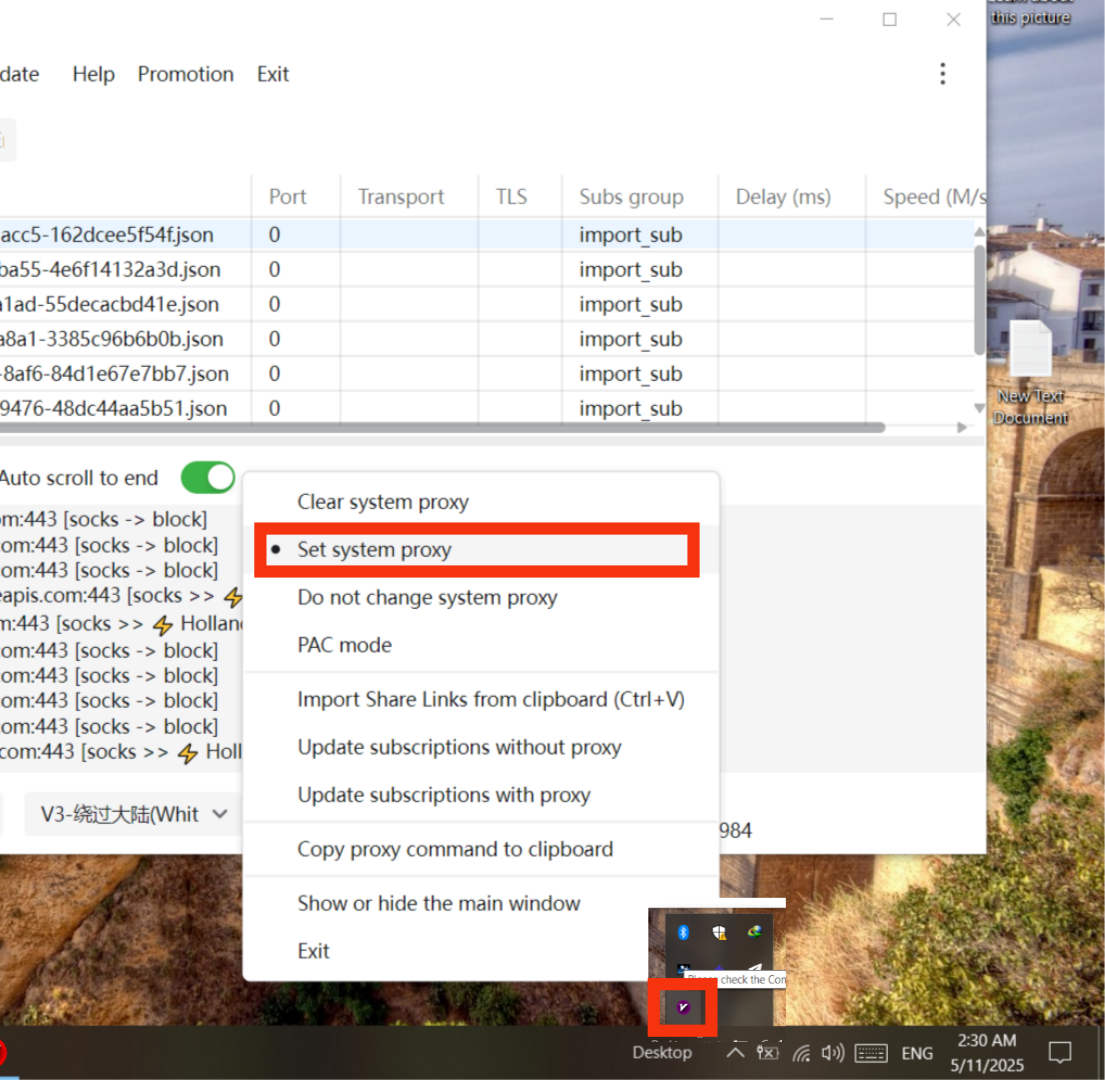 this picture
date Help Promotion Exit
Port Transport TLS Subs group Delay (ms) Speed (M/s
acc5-162dcee5f54f.json 0 import_sub
ba55-4e6f14132a3d.json 0 import_sub
a1ad-55decacbd41e.json 0 import_sub
a8a1-3385c96b6b0b.json 0 import_sub
-8af6-84d1e67e7bb7.json 0 import_sub
9476-48dc44aa5b51.json 0 import_sub
New Text
Document
Auto scroll to end
om:443 [socks -> block]
com:443 [socks -> block]
com:443 [socks -> block]
eapis.com:443 [socks >> ⚡
m:443 [socks >> ⚡ Holland
com:443 [socks -> block]
com:443 [socks -> block]
com:443 [socks -> block]
com:443 [socks -> block]
.com:443 [socks >> ⚡ Holl
V3-绕过大陆(Whit
984
Clear system proxy
Set system proxy
Do not change system proxy
PAC mode
Import Share Links from clipboard (Ctrl+V)
Update subscriptions without proxy
Update subscriptions with proxy
Copy proxy command to clipboard
Show or hide the main window
Exit
check the Con
Desktop ENG
2:30 AM
5/11/2025